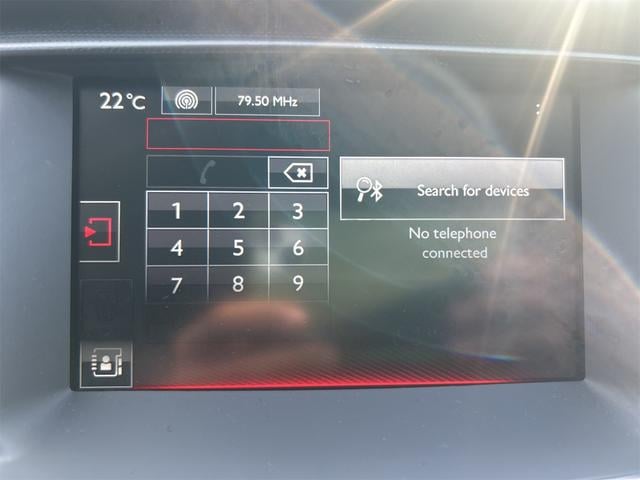 22°C
79.50 MHz
Search for devices
No telephone
connected
1 2 3
4 5 6
7 8 9